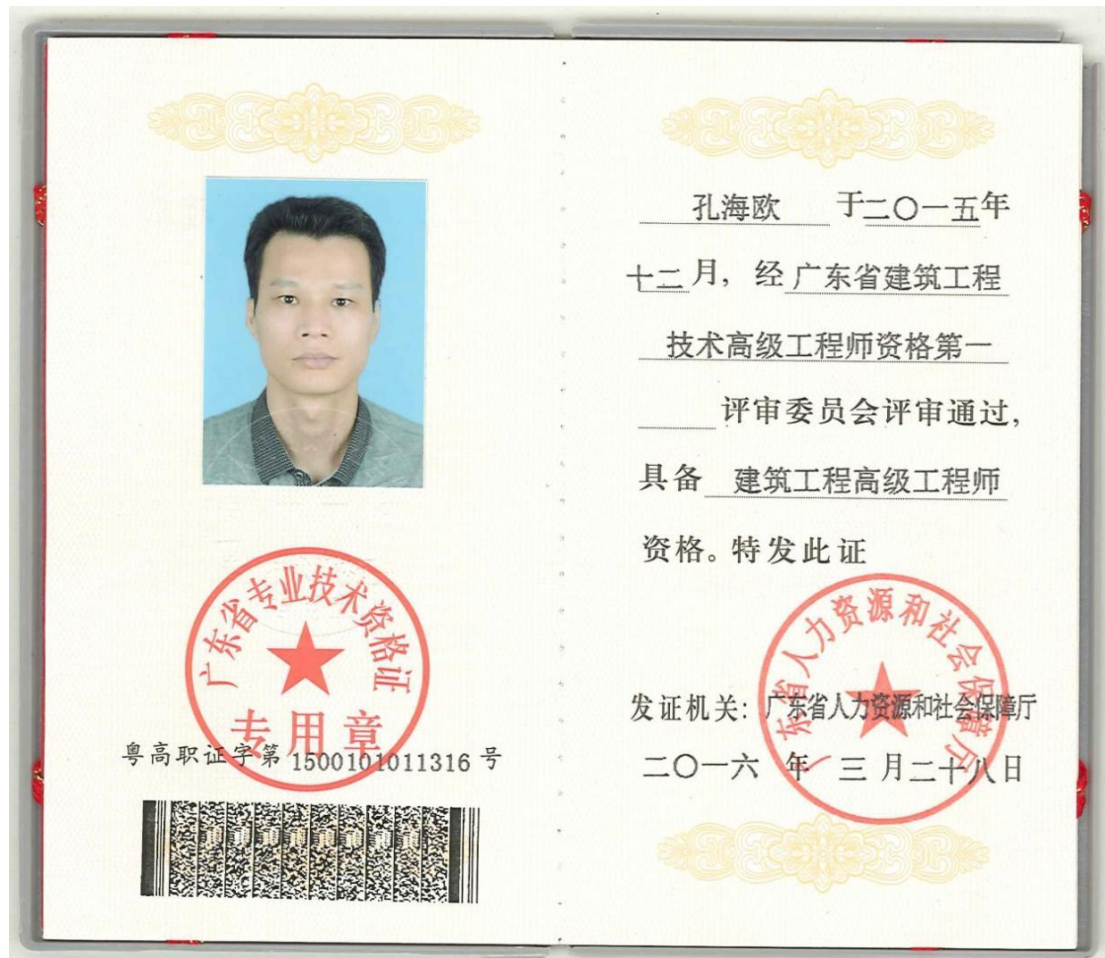 广东省专业技术资格证
专用章
粤高职证字第 1500101011316 号
孔海欧 于二〇一五年
十二月，经广东省建筑工程
技术高级工程师资格第一
评审委员会评审通过，
具备 建筑工程高级工程师
资格。特发此证
广东省人力资源和社会保障厅
发证机关：广东省人力资源和社会保障厅
二〇一六 年 三 月二十八日